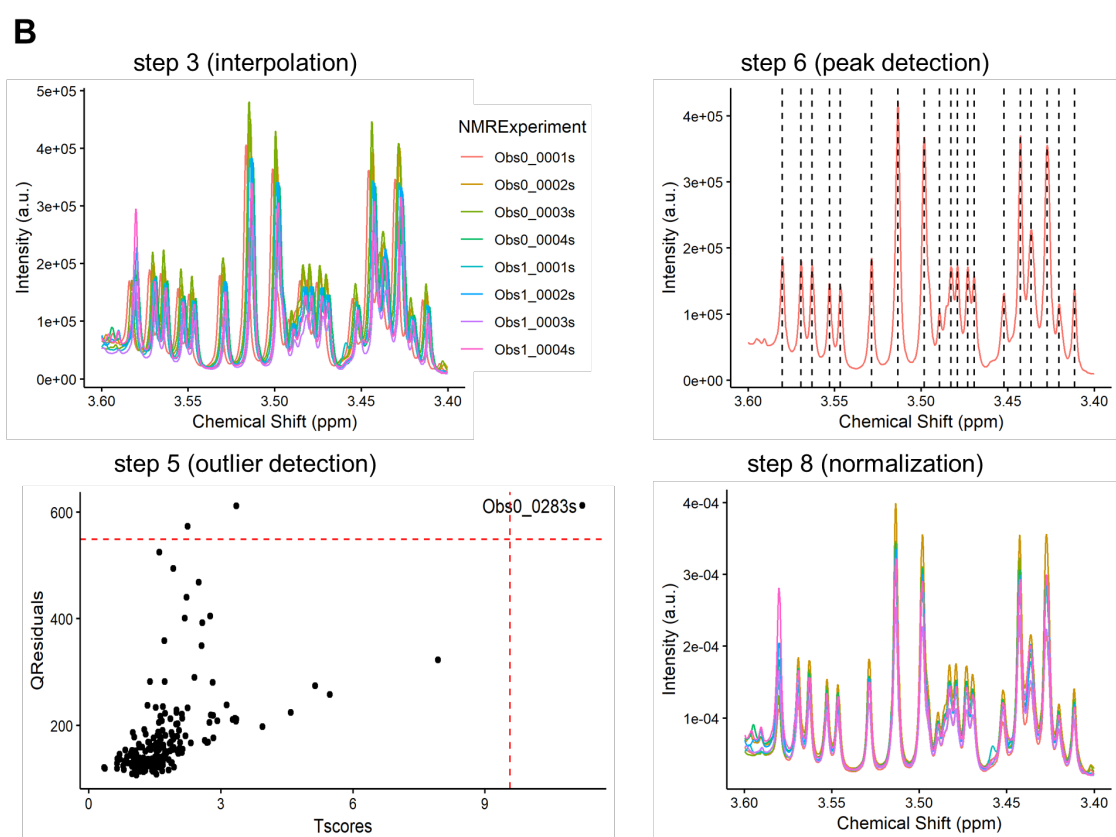 B
step 3 (interpolation)
5e+05
4e+05
3e+05
2e+05
1e+05
0e+00
Intensity (a.u.)
3.60
3.55
3.50
3.45
3.40
Chemical Shift (ppm)
NMRExperiment
Obs0_0001s
Obs0_0002s
Obs0_0003s
Obs0_0004s
Obs1_0001s
Obs1_0002s
Obs1_0003s
Obs1_0004s
step 6 (peak detection)
4e+05
3e+05
2e+05
1e+05
0e+00
Intensity (a.u.)
3.60
3.55
3.50
3.45
3.40
Chemical Shift (ppm)
step 5 (outlier detection)
600
400
200
QResiduals
Obs0_0283s
0
3
6
9
Tscores
step 8 (normalization)
4e-04
3e-04
2e-04
1e-04
Intensity (a.u.)
3.60
3.55
3.50
3.45
3.40
Chemical Shift (ppm)